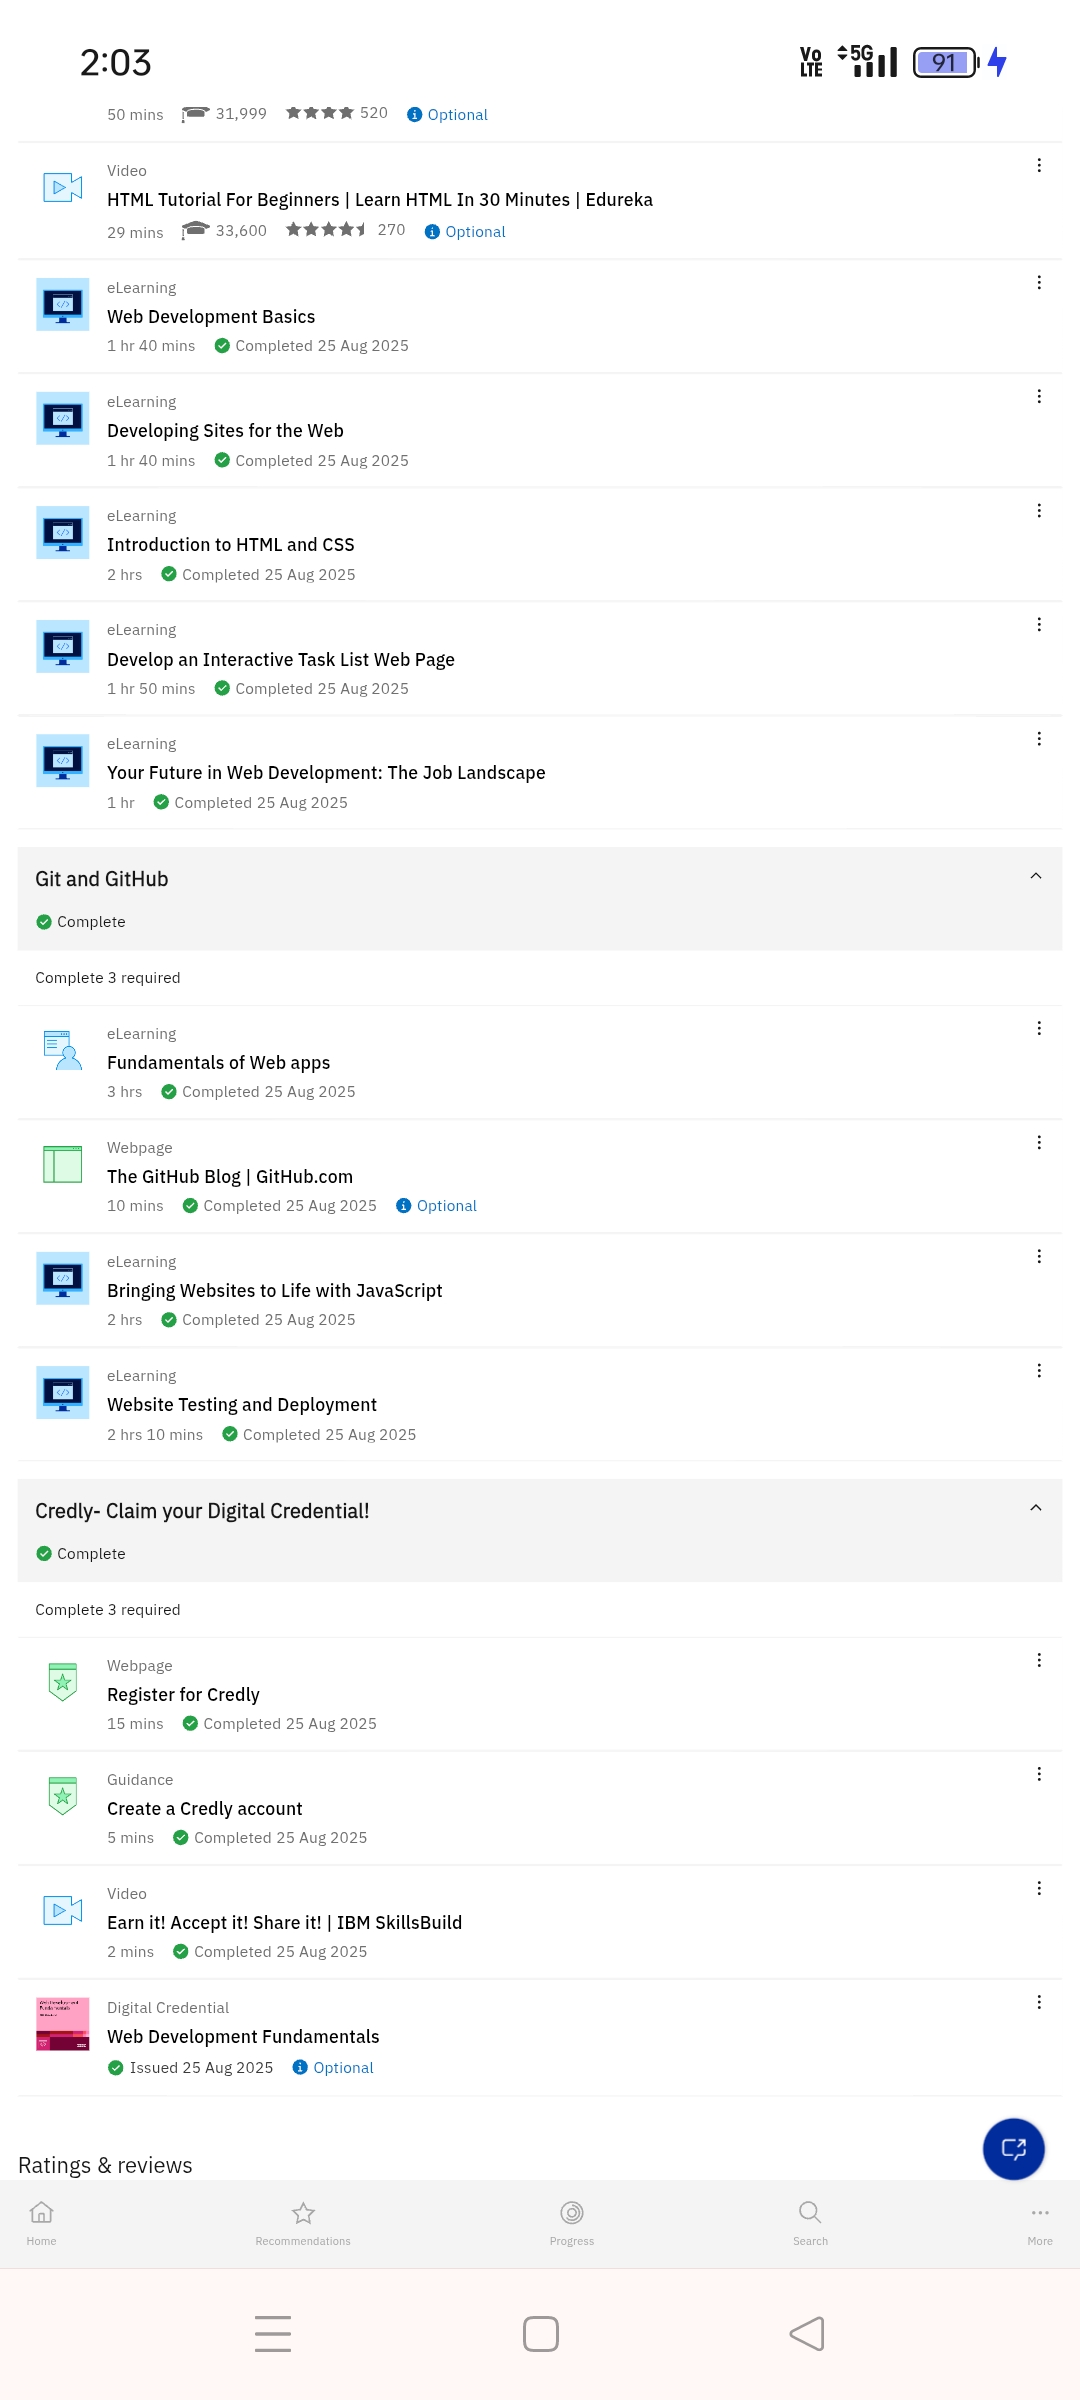 2:03
Vo LTE 5G 91
50 mins 31,999 520 Optional
Video
HTML Tutorial For Beginners | Learn HTML In 30 Minutes | Edureka
29 mins 33,600 270 Optional
eLearning
Web Development Basics
1 hr 40 mins Completed 25 Aug 2025
eLearning
Developing Sites for the Web
1 hr 40 mins Completed 25 Aug 2025
eLearning
Introduction to HTML and CSS
2 hrs Completed 25 Aug 2025
eLearning
Develop an Interactive Task List Web Page
1 hr 50 mins Completed 25 Aug 2025
eLearning
Your Future in Web Development: The Job Landscape
1 hr Completed 25 Aug 2025
Git and GitHub
Complete
Complete 3 required
eLearning
Fundamentals of Web apps
3 hrs Completed 25 Aug 2025
Webpage
The GitHub Blog | GitHub.com
10 mins Completed 25 Aug 2025 Optional
eLearning
Bringing Websites to Life with JavaScript
2 hrs Completed 25 Aug 2025
eLearning
Website Testing and Deployment
2 hrs 10 mins Completed 25 Aug 2025
Credly- Claim your Digital Credential!
Complete
Complete 3 required
Webpage
Register for Credly
15 mins Completed 25 Aug 2025
Guidance
Create a Credly account
5 mins Completed 25 Aug 2025
Video
Earn it! Accept it! Share it! | IBM SkillsBuild
2 mins Completed 25 Aug 2025
Digital Credential
Web Development Fundamentals
Issued 25 Aug 2025 Optional
Ratings & reviews
Home Recommendations Progress Search More